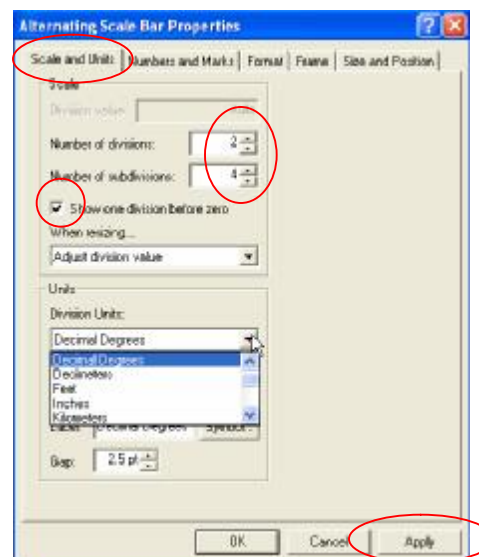 Alternating Scale Bar Properties
Scale and Units Numbers and Marks Format Frame Size and Position
Scale
Division value:
Number of divisions: 2
Number of subdivisions: 4
Show one division before zero
When resizing...
Adjust division value
Units
Division Units:
Decimal Degrees
Decimal Degrees
Decimeters
Feet
Inches
Kilometers
Label: Decimal Degrees
Gap: 2.5 pt
OK Cancel Apply